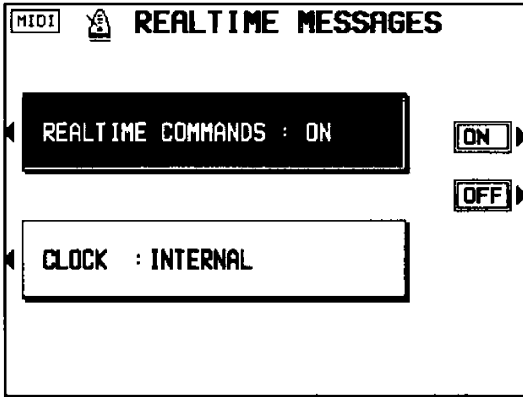 MIDI REALTIME MESSAGES
REALTIME COMMANDS : ON
ON
OFF
CLOCK : INTERNAL